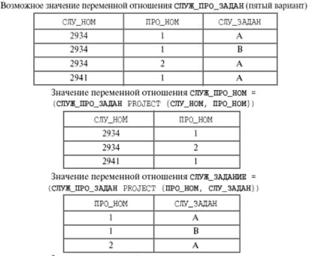 Возможное значение переменной отношения СЛУЖ_ПРО_ЗАДАН (пятый вариант)
СЛУ_НОМ ПРО_НОМ СЛУ_ЗАДАН
2934 1 A
2934 1 B
2934 2 A
2941 1 A
Значение переменной отношения СЛУЖ_ПРО_НОМ =
(СЛУЖ_ПРО_ЗАДАН PROJECT {СЛУ_НОМ, ПРО_НОМ})
СЛУ_НОМ ПРО_НОМ
2934 1
2934 2
2941 1
Значение переменной отношения СЛУЖ_ЗАДАНИЕ =
(СЛУЖ_ПРО_ЗАДАН PROJECT {ПРО_НОМ, СЛУ_ЗАДАН})
ПРО_НОМ СЛУ_ЗАДАН
1 A
1 B
2 A